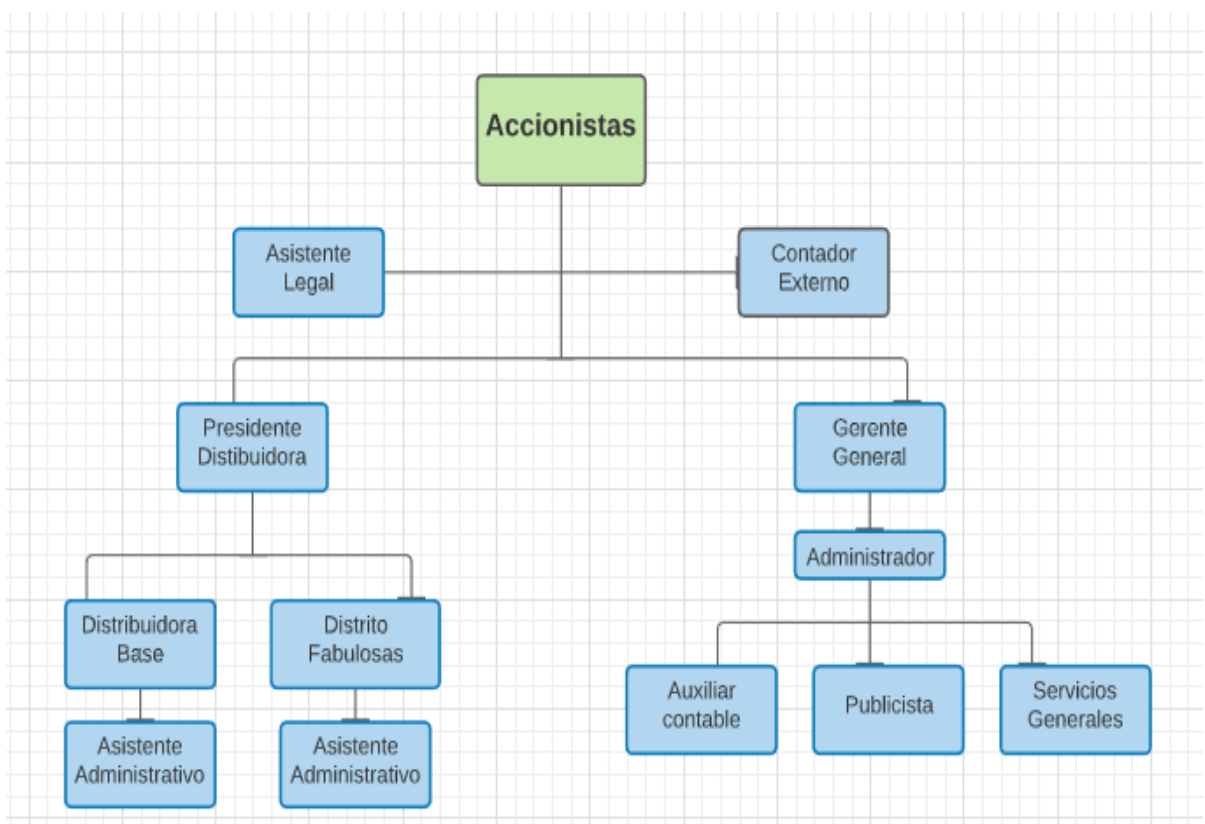 Accionistas
Asistente
Legal
Contador
Externo
Presidente
Distibuidora
Gerente
General
Administrador
Distribuidora
Base
Distrito
Fabulosas
Auxiliar
contable
Publicista
Servicios
Generales
Asistente
Administrativo
Asistente
Administrativo